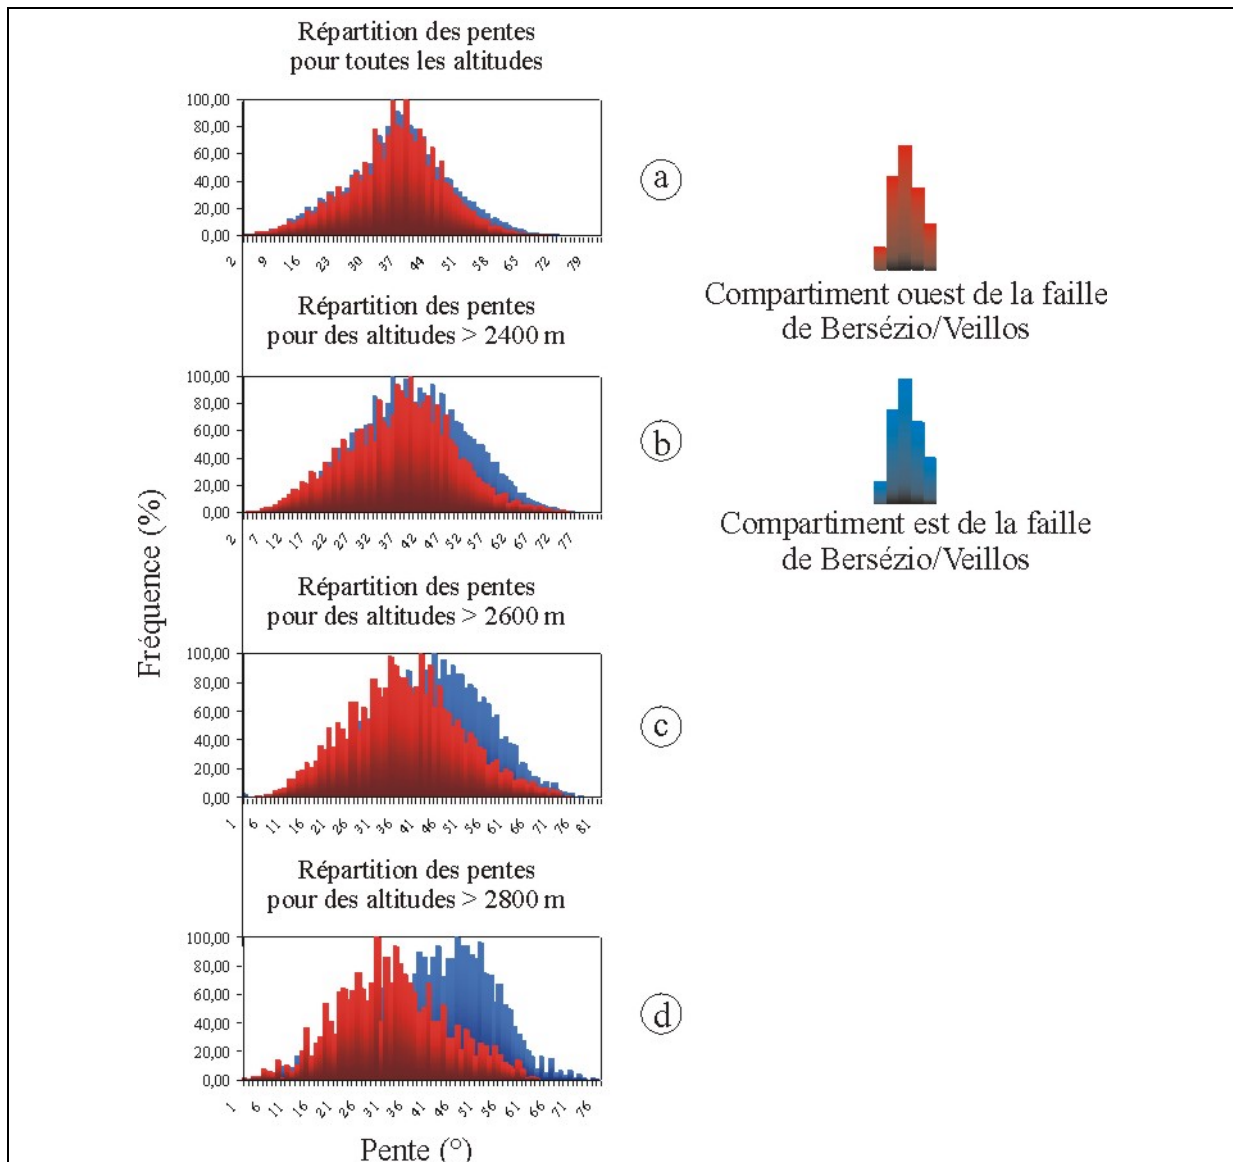 Répartition des pentes
pour toutes les altitudes
100,00
80,00
60,00
40,00
20,00
0,00
2 9 16 23 30 37 44 51 58 65 72 79
a
Compartiment ouest de la faille
de Bersézio/Veillos
Répartition des pentes
pour des altitudes > 2400 m
100,00
80,00
60,00
40,00
20,00
0,00
2 7 12 17 22 27 32 37 42 47 52 57 62 67 72 77
b
Compartiment est de la faille
de Bersézio/Veillos
Fréquence (%)
Répartition des pentes
pour des altitudes > 2600 m
100,00
80,00
60,00
40,00
20,00
0,00
1 6 11 16 21 26 31 36 41 46 51 56 61 66 71 76 81
c
Répartition des pentes
pour des altitudes > 2800 m
100,00
80,00
60,00
40,00
20,00
0,00
1 6 11 16 21 26 31 36 41 46 51 56 61 66 71 76
d
Pente (°)